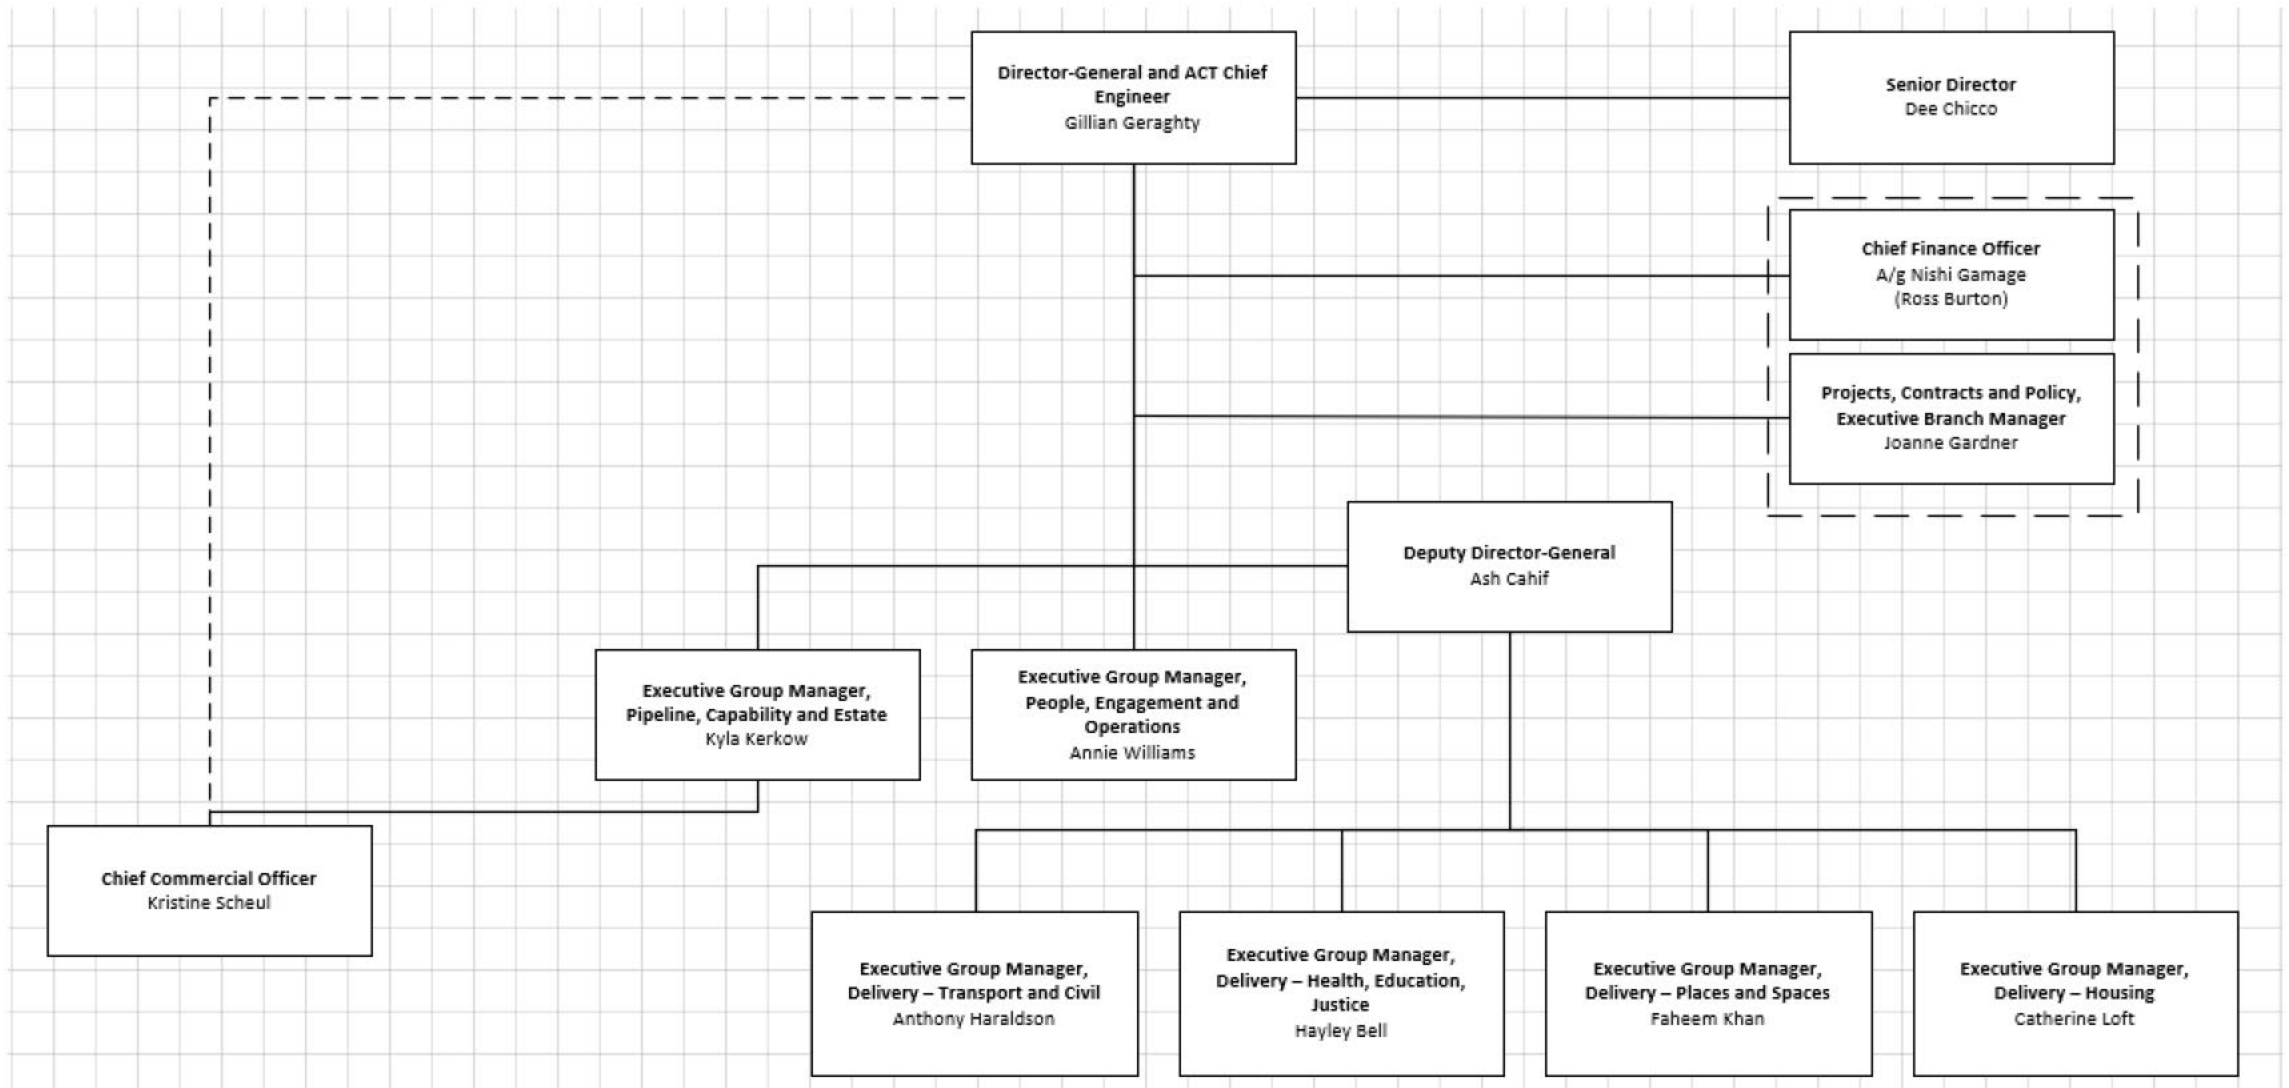 Director-General and ACT Chief
Engineer
Gillian Geraghty
Senior Director
Dee Chicco
Chief Finance Officer
A/g Nishi Gamage
(Ross Burton)
Projects, Contracts and Policy,
Executive Branch Manager
Joanne Gardner
Deputy Director-General
Ash Cahif
Executive Group Manager,
Pipeline, Capability and Estate
Kyla Kerkow
Executive Group Manager,
People, Engagement and
Operations
Annie Williams
Chief Commercial Officer
Kristine Scheul
Executive Group Manager,
Delivery – Transport and Civil
Anthony Haraldson
Executive Group Manager,
Delivery – Health, Education,
Justice
Hayley Bell
Executive Group Manager,
Delivery – Places and Spaces
Faheem Khan
Executive Group Manager,
Delivery – Housing
Catherine Loft